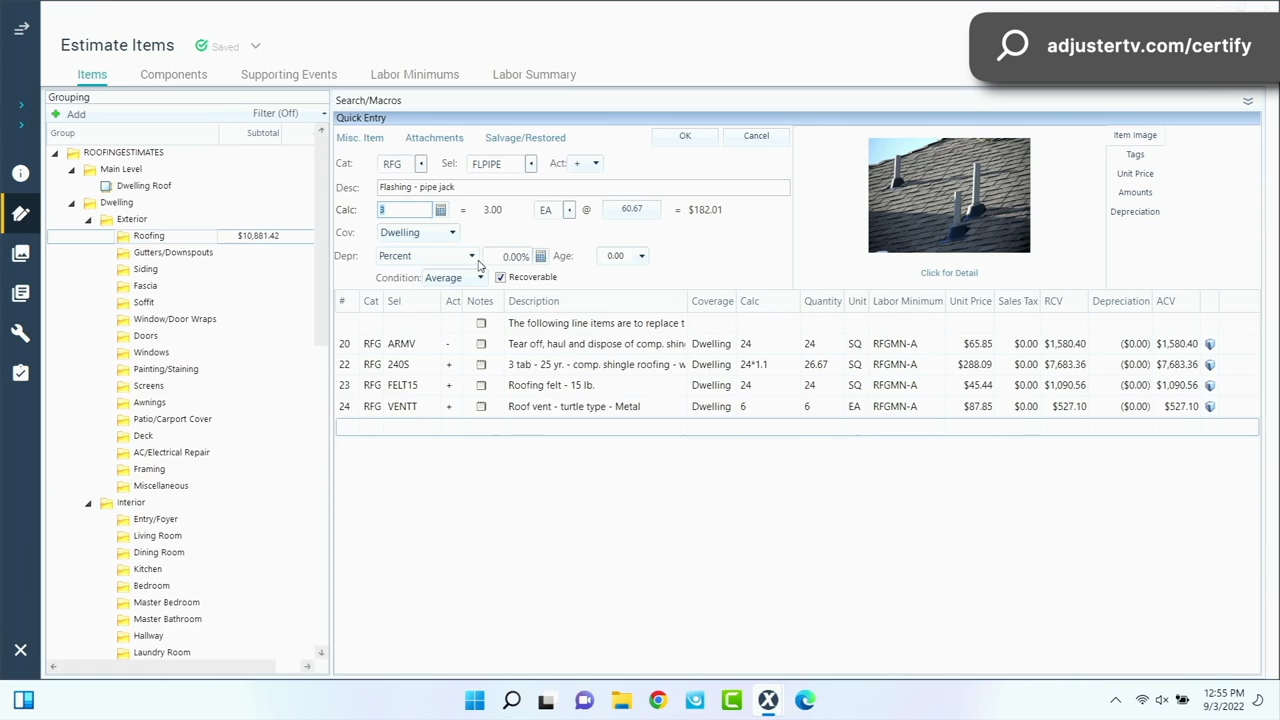 adjustertv.com/certify
Estimate Items
Saved
Items
Components
Supporting Events
Labor Minimums
Labor Summary
Grouping
Add
Filter (Off)
Group
Subtotal
ROOFINGESTIMATES
Main Level
Dwelling Roof
Dwelling
Exterior
Roofing $10,881.42
Gutters/Downspouts
Siding
Fascia
Soffit
Window/Door Wraps
Doors
Windows
Painting/Staining
Screens
Awnings
Patio/Carport Cover
Deck
AC/Electrical Repair
Framing
Miscellaneous
Interior
Entry/Foyer
Living Room
Dining Room
Kitchen
Bedroom
Master Bedroom
Master Bathroom
Hallway
Laundry Room
Search/Macros
Quick Entry
Misc. Item Attachments Salvage/Restored OK Cancel
Cat: RFG Sel: FLPIPE Act: +
Desc: Flashing - pipe jack
Calc: 3 = 3.00 EA @ 60.67 = $182.01
Cov: Dwelling
Depr: Percent 0.00% Age: 0.00
Condition: Average Recoverable
Click for Detail
Item Image
Tags
Unit Price
Amounts
Depreciation
# Cat Sel Act Notes Description Coverage Calc Quantity Unit Labor Minimum Unit Price Sales Tax RCV Depreciation ACV
The following line items are to replace t
20 RFG ARMV - Tear off, haul and dispose of comp. shin Dwelling 24 24 SQ RFGMN-A $65.85 $0.00 $1,580.40 ($0.00) $1,580.40
22 RFG 240S + 3 tab - 25 yr. - comp. shingle roofing - w Dwelling 24*1.1 26.67 SQ RFGMN-A $288.09 $0.00 $7,683.36 ($0.00) $7,683.36
23 RFG FELT15 + Roofing felt - 15 lb. Dwelling 24 24 SQ RFGMN-A $45.44 $0.00 $1,090.56 ($0.00) $1,090.56
24 RFG VENTT + Roof vent - turtle type - Metal Dwelling 6 6 EA RFGMN-A $87.85 $0.00 $527.10 ($0.00) $527.10
12:55 PM
9/3/2022